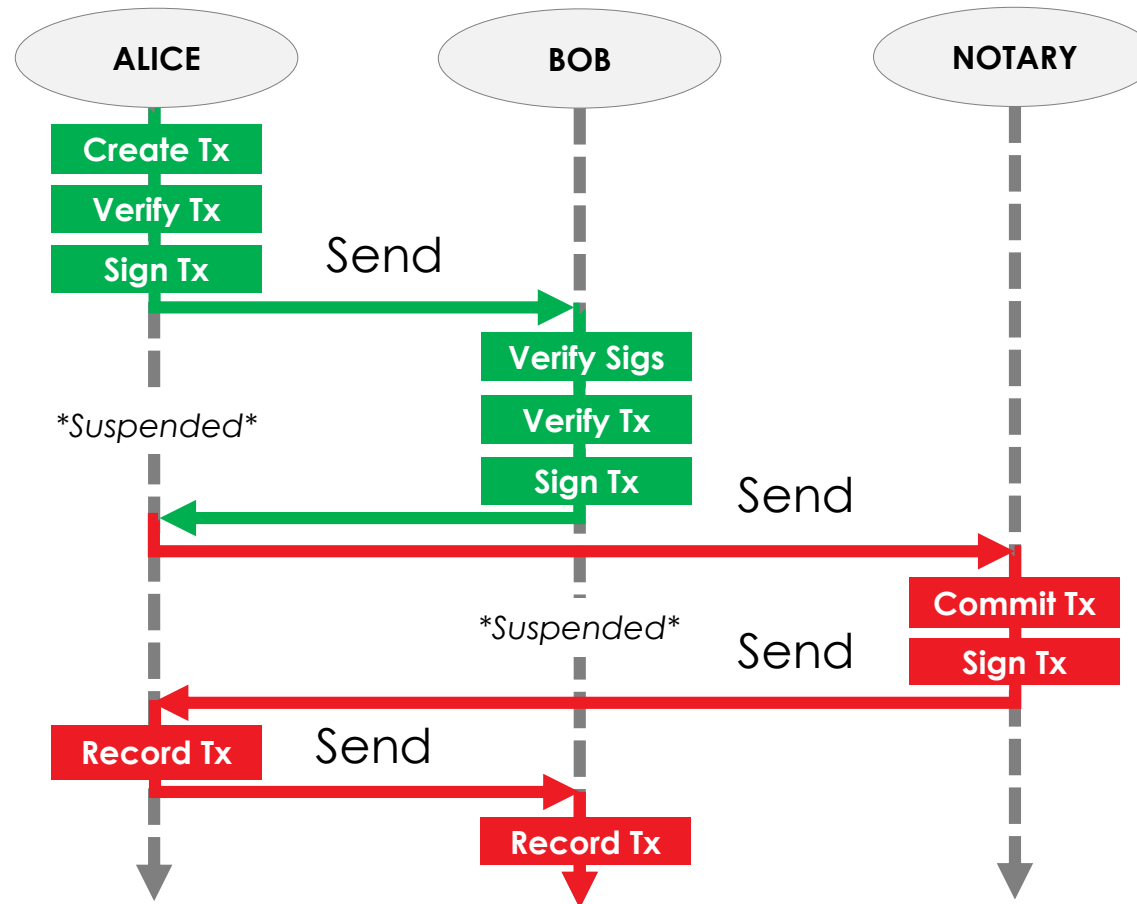 ALICE
BOB
NOTARY
Create Tx
Verify Tx
Sign Tx
Send
Verify Sigs
*Suspended*
Verify Tx
Sign Tx
Send
Commit Tx
*Suspended*
Send
Sign Tx
Record Tx
Send
Record Tx